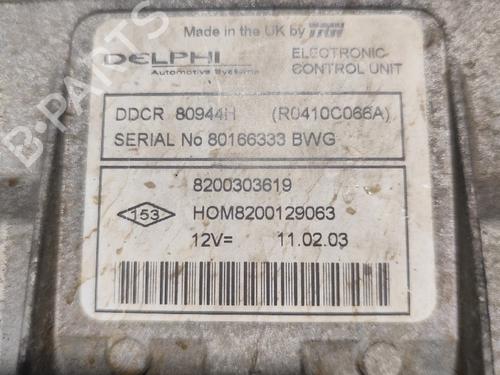 Made in the UK by TRW
DELPHI
Automotive Systems
ELECTRONIC
CONTROL UNIT
DDCR 80944H (R0410C066A)
SERIAL No 80166333 BWG
8200303619
153
HOM8200129063
12V= 11.02.03